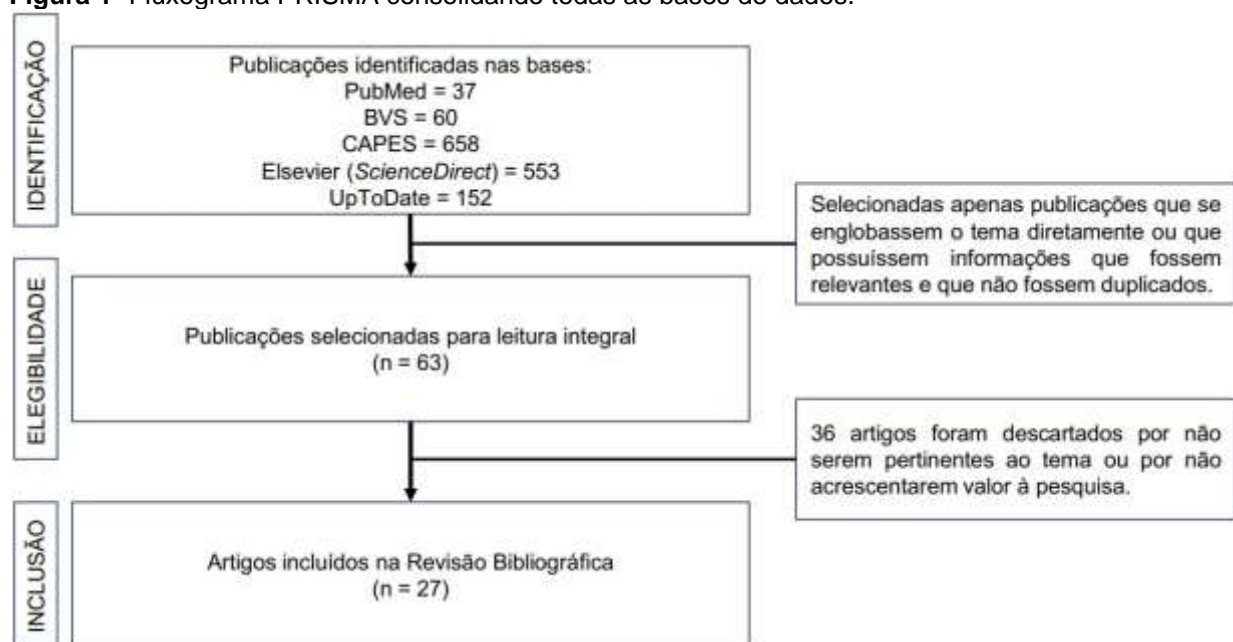 Figura 1- Fluxograma PRISMA consolidando todas as bases de dados.
IDENTIFICAÇÃO
Publicações identificadas nas bases:
PubMed = 37
BVS = 60
CAPES = 658
Elsevier (ScienceDirect) = 553
UpToDate = 152
Selecionadas apenas publicações que se
englobassem o tema diretamente ou que
possuíssem informações que fossem
relevantes e que não fossem duplicados.
ELEGIBILIDADE
Publicações selecionadas para leitura integral
(n = 63)
36 artigos foram descartados por não
serem pertinentes ao tema ou por não
acrescentarem valor à pesquisa.
INCLUSÃO
Artigos incluídos na Revisão Bibliográfica
(n = 27)